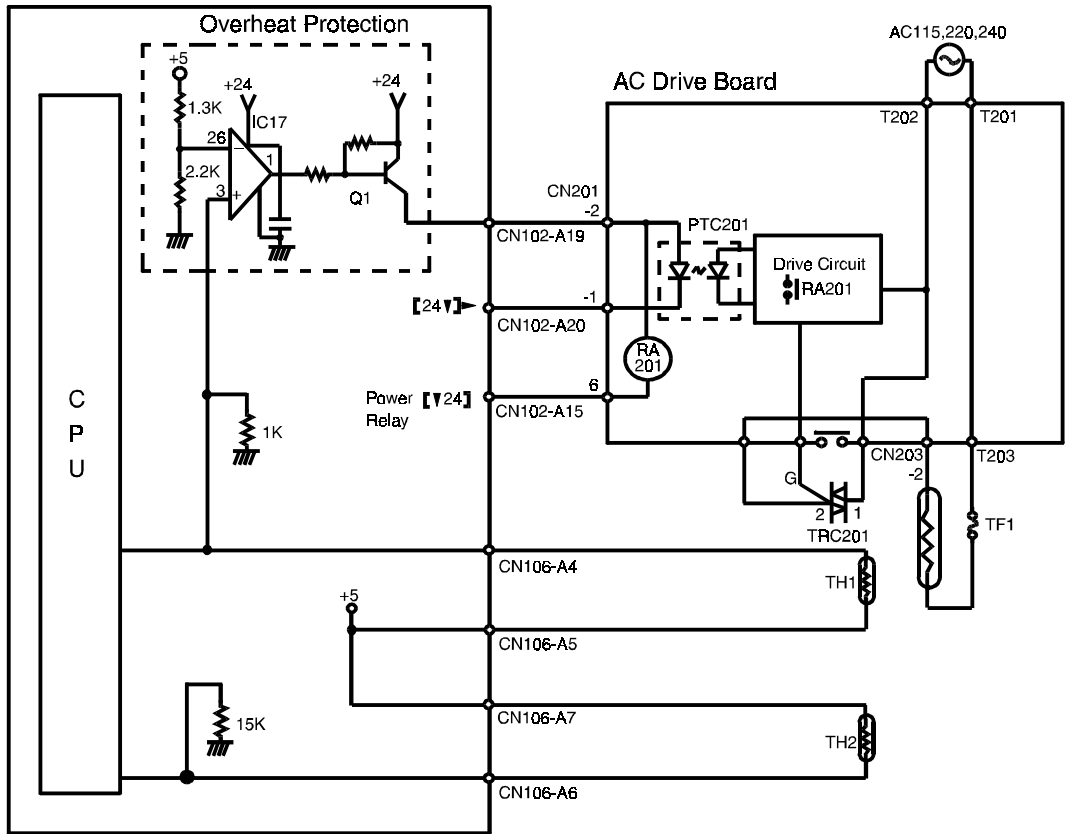 Overheat Protection
AC115,220,240
+5
+24
+24
AC Drive Board
1.3K
IC17
T202
T201
26
−
1
2.2K
3
+
Q1
CN201
-2
CN102-A19
PTC201
Drive Circuit
RA201
[24▼]
-1
CN102-A20
RA
201
Power
Relay
[▼24]
6
CN102-A15
C
P
U
1K
CN203
-2
T203
G
2
1
TRC201
TF1
CN106-A4
TH1
+5
CN106-A5
CN106-A7
15K
TH2
CN106-A6